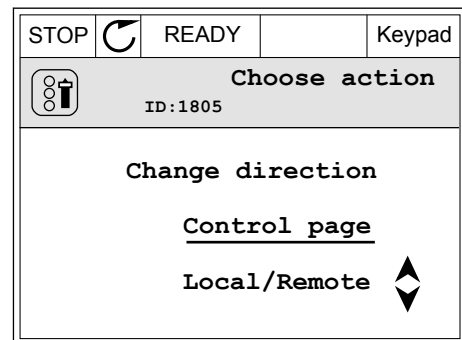 STOP READY Keypad
Choose action
ID:1805
Change direction
Control page
Local/Remote